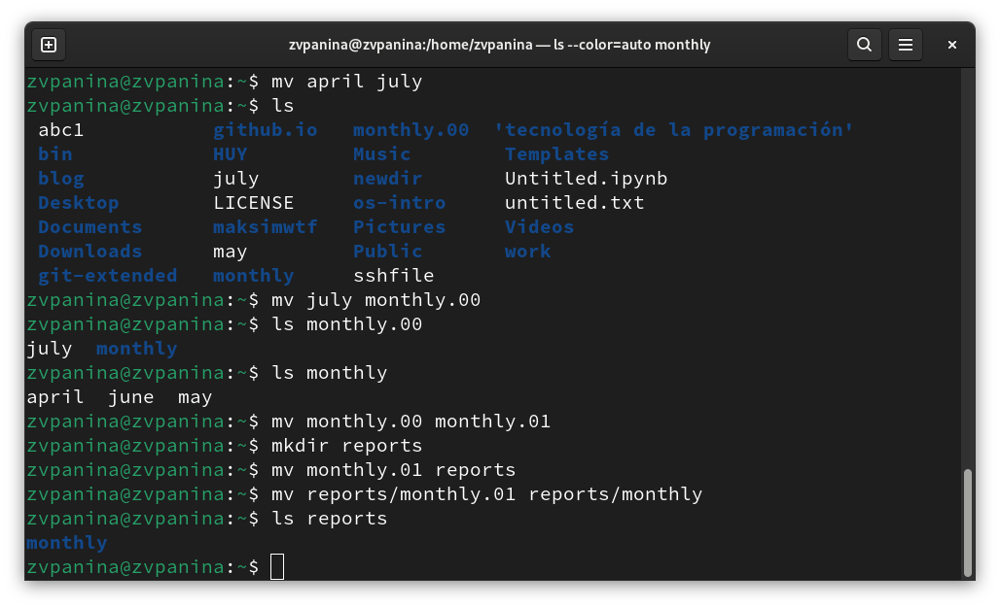 zvpanina@zvpanina:/home/zvpanina — ls --color=auto monthly
zvpanina@zvpanina:~$ mv april july
zvpanina@zvpanina:~$ ls
abc1 github.io monthly.00 'tecnología de la programación'
bin HUY Music Templates
blog july newdir Untitled.ipynb
Desktop LICENSE os-intro untitled.txt
Documents maksimwtf Pictures Videos
Downloads may Public work
git-extended monthly sshfile
zvpanina@zvpanina:~$ mv july monthly.00
zvpanina@zvpanina:~$ ls monthly.00
july monthly
zvpanina@zvpanina:~$ ls monthly
april june may
zvpanina@zvpanina:~$ mv monthly.00 monthly.01
zvpanina@zvpanina:~$ mkdir reports
zvpanina@zvpanina:~$ mv monthly.01 reports
zvpanina@zvpanina:~$ mv reports/monthly.01 reports/monthly
zvpanina@zvpanina:~$ ls reports
monthly
zvpanina@zvpanina:~$